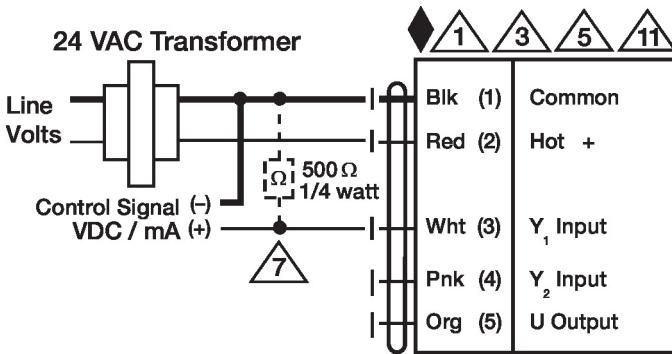 24 VAC Transformer
1 3 5 11
Line
Volts
Blk (1) Common
Red (2) Hot +
Ω 500 Ω
1/4 watt
Control Signal (-)
VDC / mA (+)
Wht (3) Y1 Input
7
Pnk (4) Y2 Input
Org (5) U Output